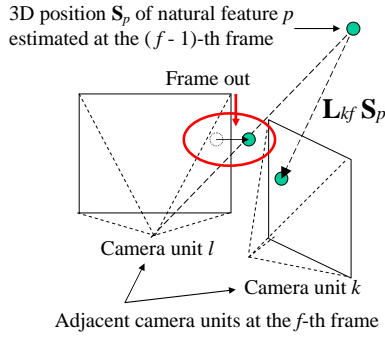 3D position S_p of natural feature p
estimated at the (f - 1)-th frame
Frame out
L_kf S_p
Camera unit l
Camera unit k
Adjacent camera units at the f-th frame